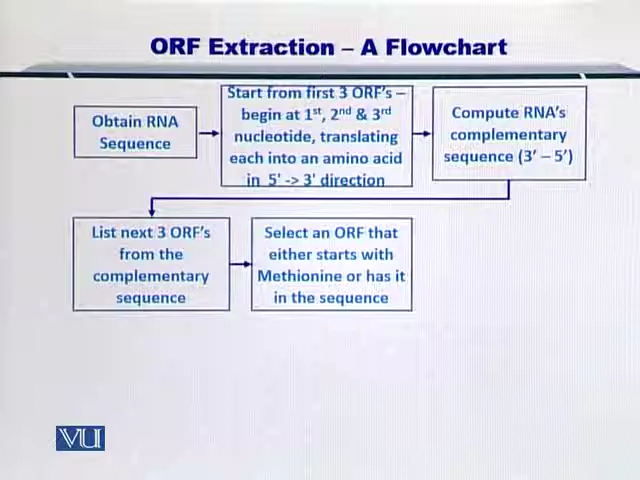 ORF Extraction – A Flowchart
Obtain RNA
Sequence
Start from first 3 ORF's –
begin at 1st, 2nd & 3rd
nucleotide, translating
each into an amino acid
in 5' -> 3' direction
Compute RNA's
complementary
sequence (3' – 5')
List next 3 ORF's
from the
complementary
sequence
Select an ORF that
either starts with
Methionine or has it
in the sequence
VU